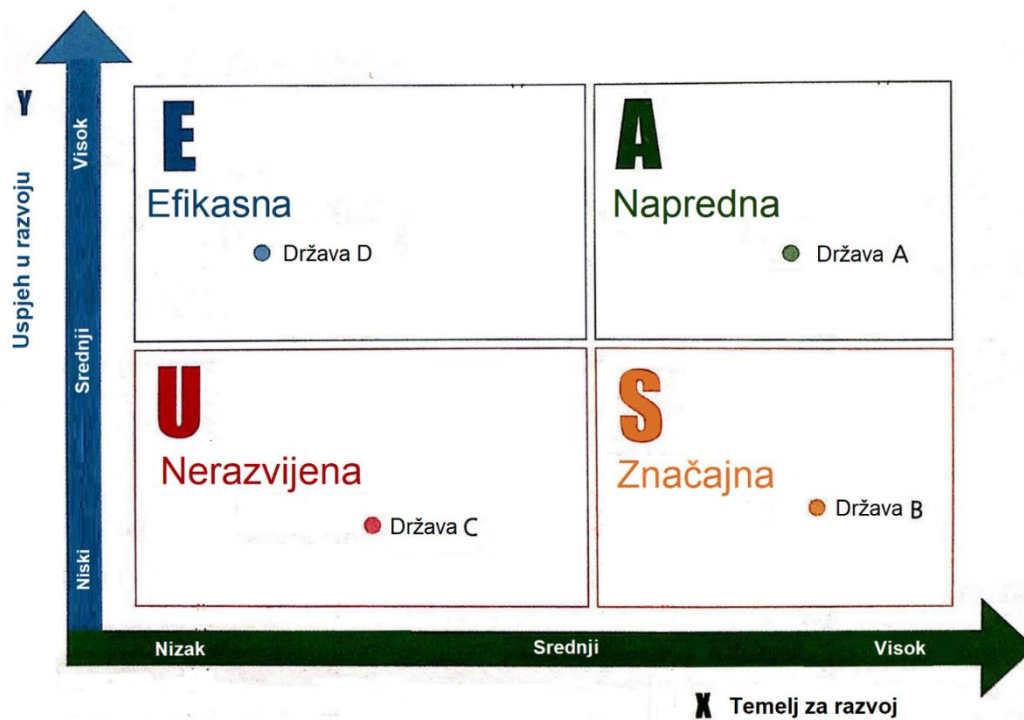 Y
Uspjeh u razvoju
Visok
Srednji
Niski
E
Efikasna
Država D
A
Napredna
Država A
U
Nerazvijena
Država C
S
Značajna
Država B
Nizak
Srednji
Visok
X Temelj za razvoj